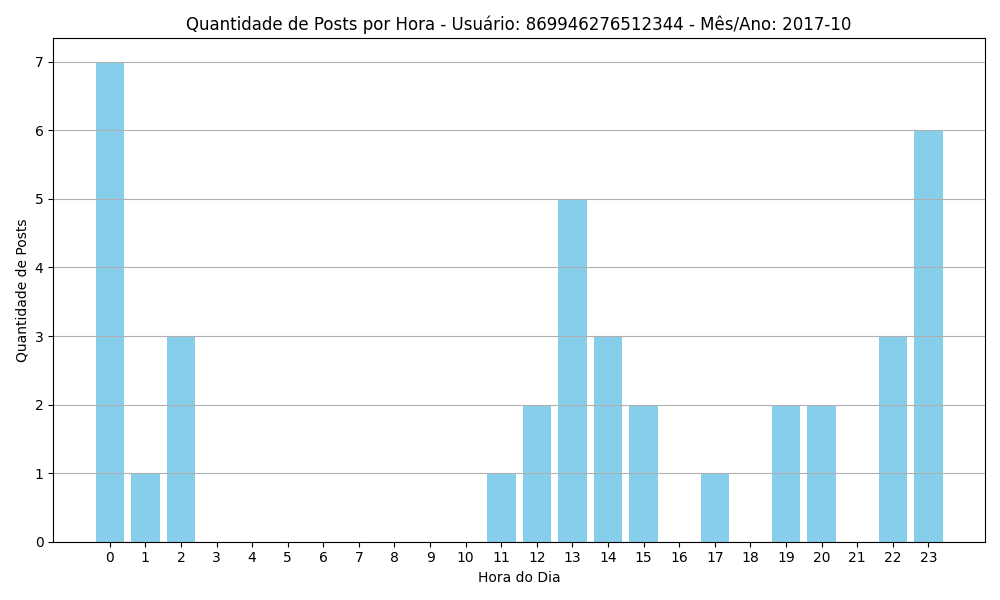 Quantidade de Posts por Hora - Usuário: 869946276512344 - Mês/Ano: 2017-10
Quantidade de Posts
7
6
5
4
3
2
1
0
0 1 2 3 4 5 6 7 8 9 10 11 12 13 14 15 16 17 18 19 20 21 22 23
Hora do Dia